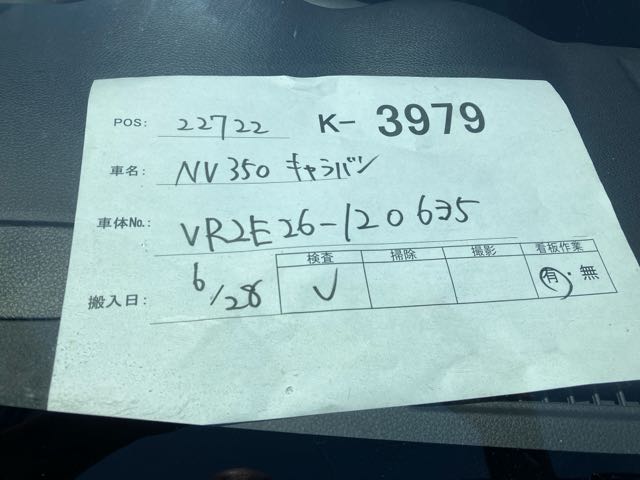 POS: 22722 K- 3979
車名: NV350 キャラバン
車体No.: VR2E26-120635
検査 掃除 撮影 看板作業
搬入日: 6/28 ✓ 有・無